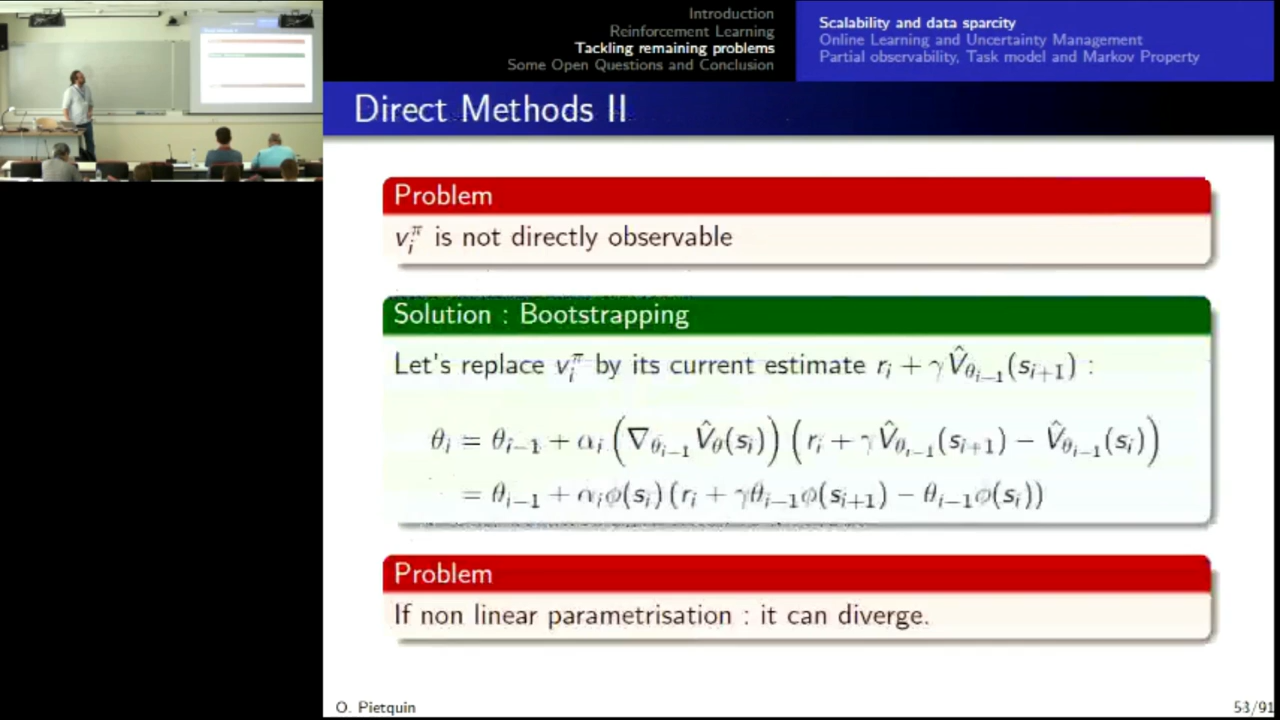 Introduction
Reinforcement Learning
Tackling remaining problems
Some Open Questions and Conclusion
Scalability and data sparcity
Online Learning and Uncertainty Management
Partial observability, Task model and Markov Property
Direct Methods II
Problem
v_i^π is not directly observable
Solution : Bootstrapping
Let's replace v_i^π by its current estimate r_i + γV̂_{θ_{i−1}}(s_{i+1}) :
θ_i = θ_{i−1} + α_i (∇_{θ_{i−1}} V̂_θ(s_i)) (r_i + γV̂_{θ_{i−1}}(s_{i+1}) − V̂_{θ_{i−1}}(s_i))
= θ_{i−1} + α_iφ(s_i)(r_i + γθ_{i−1}φ(s_{i+1}) − θ_{i−1}φ(s_i))
Problem
If non linear parametrisation : it can diverge.
O. Pietquin
53/91